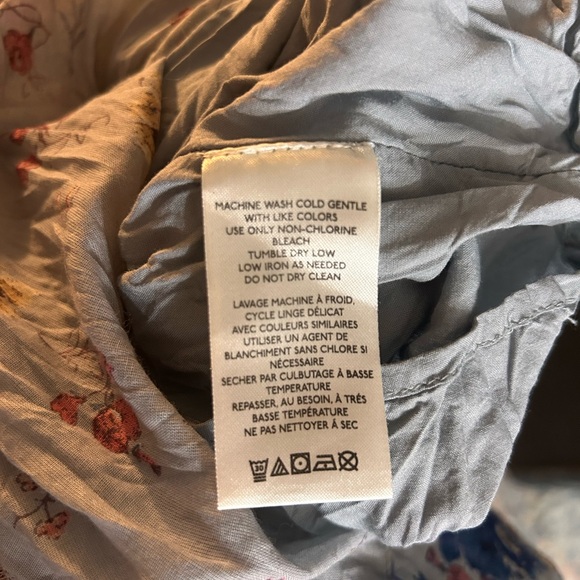 MACHINE WASH COLD GENTLE
WITH LIKE COLORS
USE ONLY NON-CHLORINE
BLEACH
TUMBLE DRY LOW
LOW IRON AS NEEDED
DO NOT DRY CLEAN
LAVAGE MACHINE À FROID,
CYCLE LINGE DÉLICAT
AVEC COULEURS SIMILAIRES
UTILISER UN AGENT DE
BLANCHIMENT SANS CHLORE SI
NÉCESSAIRE
SECHER PAR CULBUTAGE À BASSE
TEMPERATURE
REPASSER, AU BESOIN, À TRÉS
BASSE TEMPÉRATURE
NE PAS NETTOYER À SEC
30